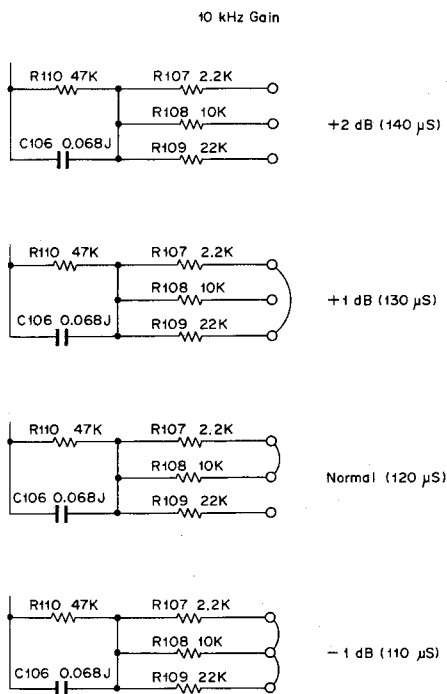 10 kHz Gain
R110 47K
R107 2.2K
R108 10K
+2 dB (140 µS)
C106 0.068J
R109 22K
R110 47K
R107 2.2K
R108 10K
+1 dB (130 µS)
C106 0.068J
R109 22K
R110 47K
R107 2.2K
R108 10K
Normal (120 µS)
C106 0.068J
R109 22K
R110 47K
R107 2.2K
R108 10K
−1 dB (110 µS)
C106 0.068J
R109 22K